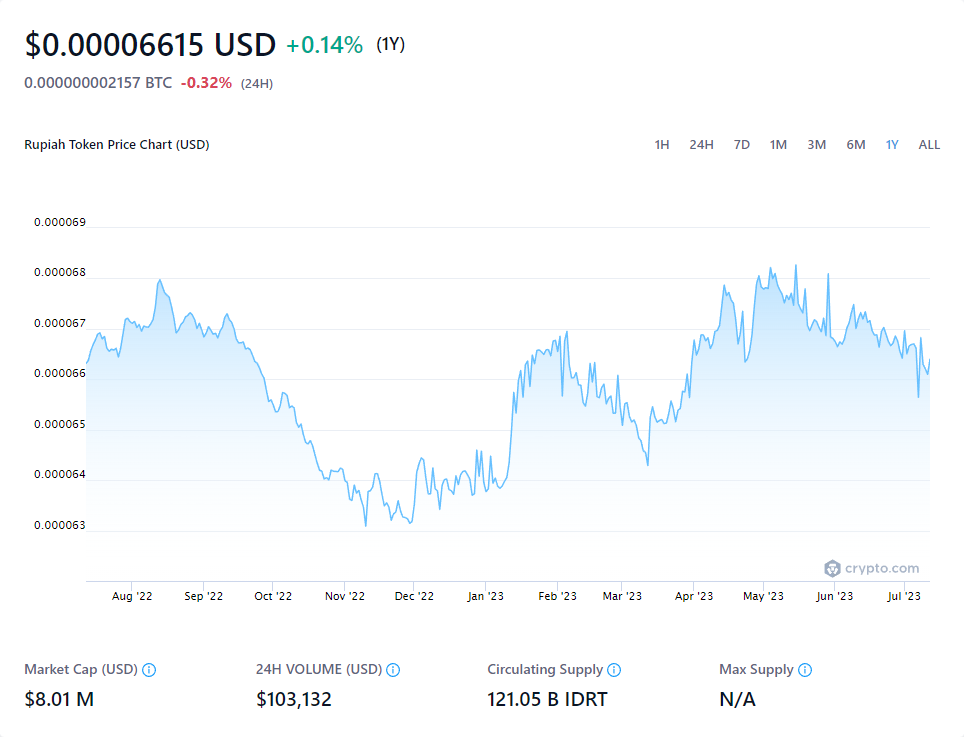 $0.00006615 USD +0.14% (1Y)
0.000000002157 BTC -0.32% (24H)
Rupiah Token Price Chart (USD) 1H 24H 7D 1M 3M 6M 1Y ALL
0.000069
0.000068
0.000067
0.000066
0.000065
0.000064
0.000063
crypto.com
Aug '22 Sep '22 Oct '22 Nov '22 Dec '22 Jan '23 Feb '23 Mar '23 Apr '23 May '23 Jun '23 Jul '23
Market Cap (USD) 24H VOLUME (USD) Circulating Supply Max Supply
$8.01 M $103,132 121.05 B IDRT N/A